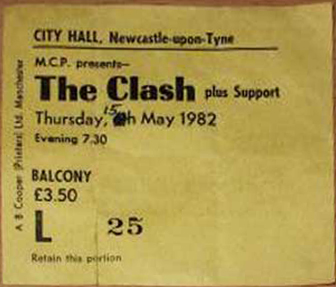 CITY HALL, Newcastle-upon-Tyne
M.C.P. presents—
The Clash plus Support
Thursday, 15h May 1982
Evening 7.30
BALCONY
£3.50
L 25
Retain this portion
A B Cooper (Printers) Ltd. Manchester